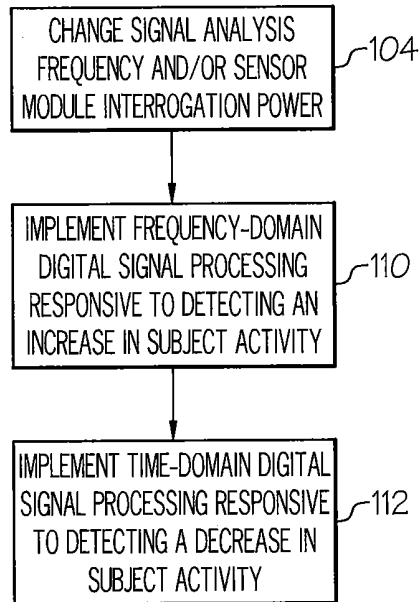 CHANGE SIGNAL ANALYSIS
FREQUENCY AND/OR SENSOR
MODULE INTERROGATION POWER
104
IMPLEMENT FREQUENCY-DOMAIN
DIGITAL SIGNAL PROCESSING
RESPONSIVE TO DETECTING AN
INCREASE IN SUBJECT ACTIVITY
110
IMPLEMENT TIME-DOMAIN DIGITAL
SIGNAL PROCESSING RESPONSIVE
TO DETECTING A DECREASE IN
SUBJECT ACTIVITY
112